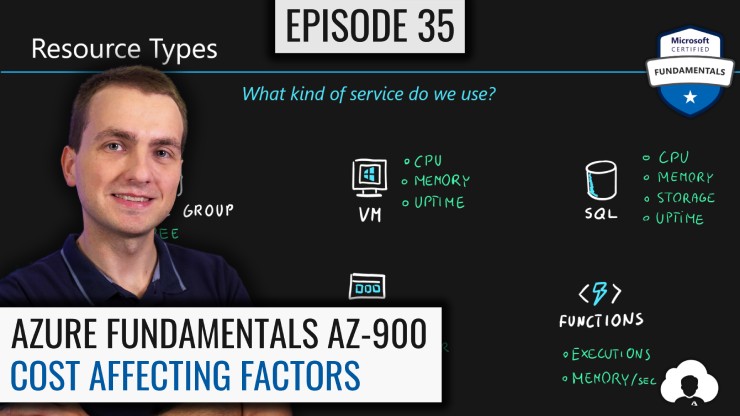 EPISODE 35
Resource Types
Microsoft
CERTIFIED
FUNDAMENTALS
What kind of service do we use?
GROUP
FREE
VM
CPU
MEMORY
UPTIME
SQL
CPU
MEMORY
STORAGE
UPTIME
FUNCTIONS
EXECUTIONS
MEMORY/SEC
AZURE FUNDAMENTALS AZ-900
COST AFFECTING FACTORS